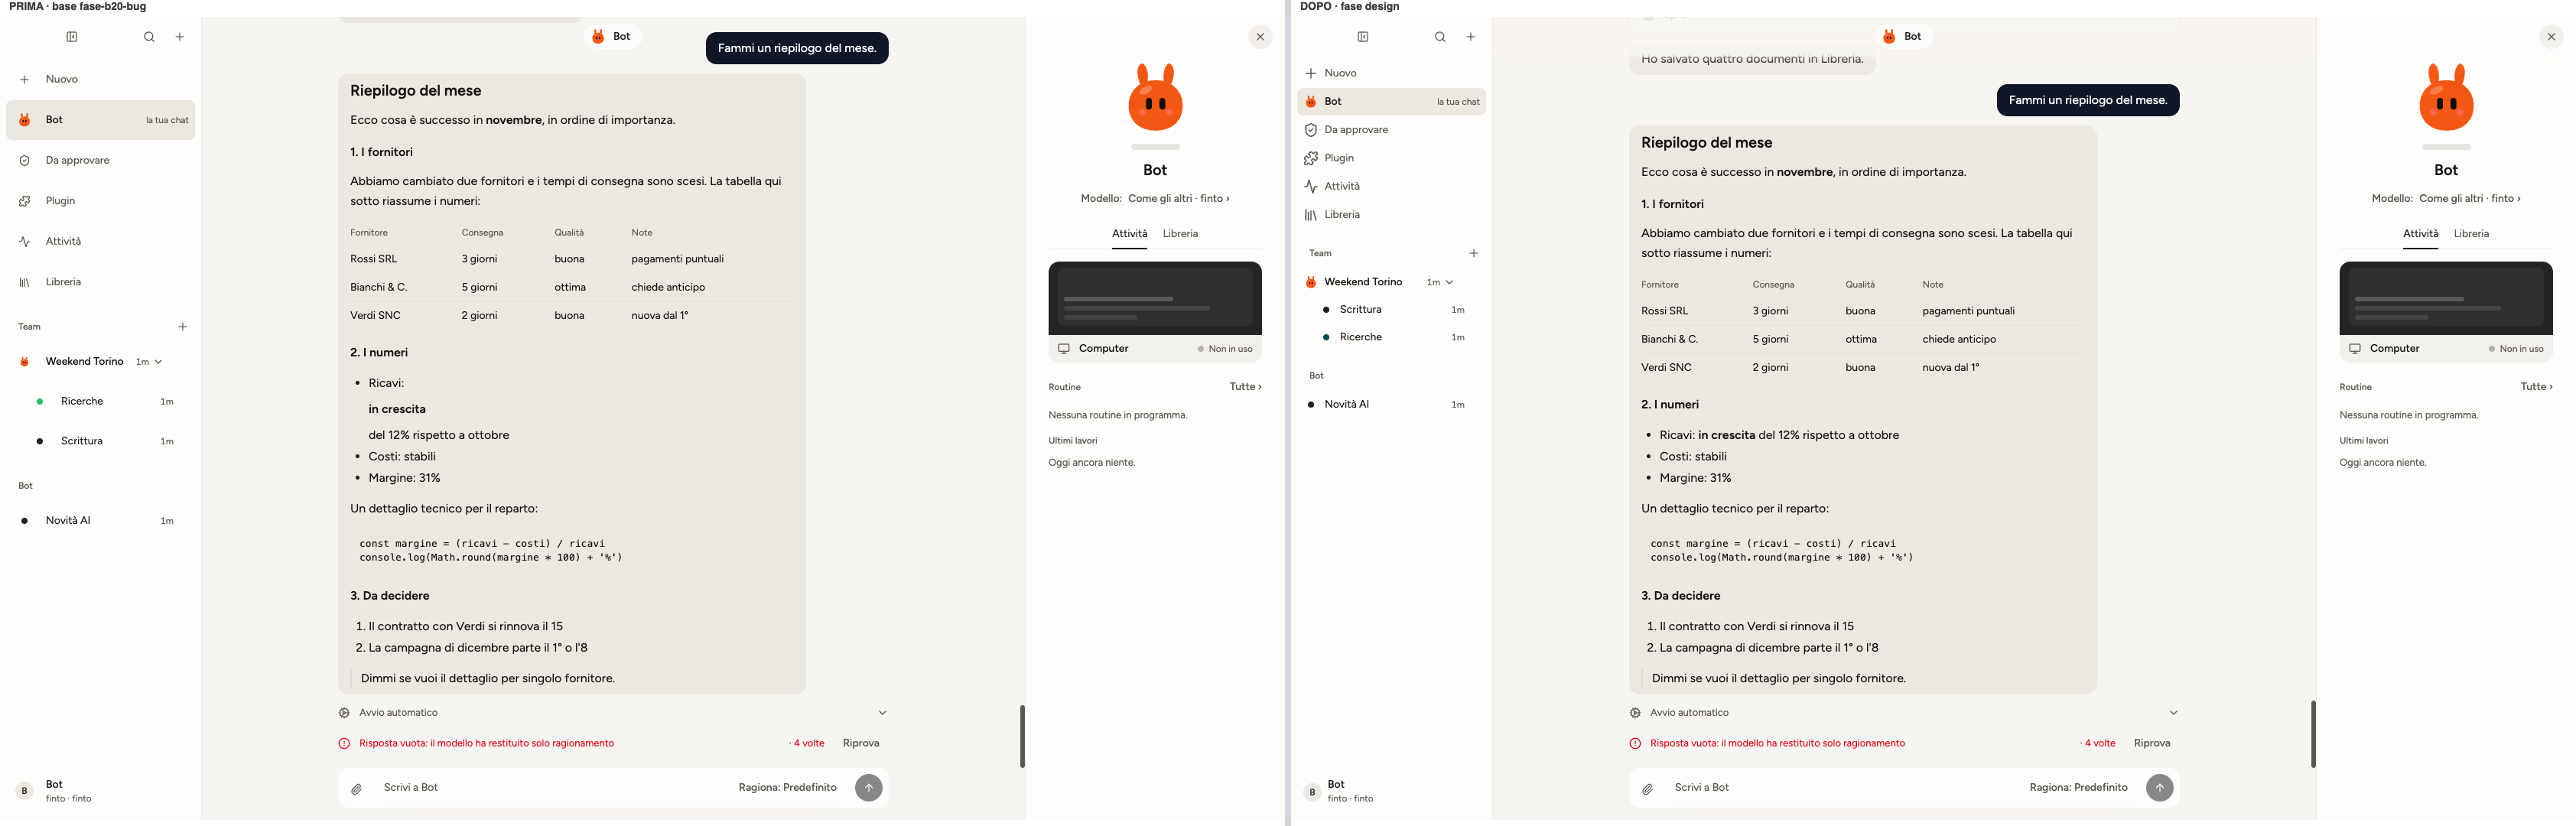 PRIMA · base fase-b20-bug
Nuovo
Bot
la tua chat
Da approvare
Plugin
Attività
Libreria
Team
Weekend Torino
1m
Ricerche
1m
Scrittura
1m
Bot
Novità AI
1m
B
Bot
finto · finto
Bot
Fammi un riepilogo del mese.
Riepilogo del mese
Ecco cosa è successo in novembre, in ordine di importanza.
1. I fornitori
Abbiamo cambiato due fornitori e i tempi di consegna sono scesi. La tabella qui
sotto riassume i numeri:
Fornitore Consegna Qualità Note
Rossi SRL 3 giorni buona pagamenti puntuali
Bianchi & C. 5 giorni ottima chiede anticipo
Verdi SNC 2 giorni buona nuova dal 1°
2. I numeri
• Ricavi:
in crescita
del 12% rispetto a ottobre
• Costi: stabili
• Margine: 31%
Un dettaglio tecnico per il reparto:
const margine = (ricavi − costi) / ricavi
console.log(Math.round(margine * 100) + '%')
3. Da decidere
1. Il contratto con Verdi si rinnova il 15
2. La campagna di dicembre parte il 1° o l'8
Dimmi se vuoi il dettaglio per singolo fornitore.
Avvio automatico
Risposta vuota: il modello ha restituito solo ragionamento · 4 volte Riprova
Scrivi a Bot Ragiona: Predefinito
Bot
Modello: Come gli altri · finto ›
Attività Libreria
Computer Non in uso
Routine Tutte ›
Nessuna routine in programma.
Ultimi lavori
Oggi ancora niente.
DOPO · fase design
Nuovo
Bot
la tua chat
Da approvare
Plugin
Attività
Libreria
Team
Weekend Torino
1m
Scrittura
1m
Ricerche
1m
Bot
Novità AI
1m
B
Bot
finto · finto
Bot
Ho salvato quattro documenti in Libreria.
Fammi un riepilogo del mese.
Riepilogo del mese
Ecco cosa è successo in novembre, in ordine di importanza.
1. I fornitori
Abbiamo cambiato due fornitori e i tempi di consegna sono scesi. La tabella qui
sotto riassume i numeri:
Fornitore Consegna Qualità Note
Rossi SRL 3 giorni buona pagamenti puntuali
Bianchi & C. 5 giorni ottima chiede anticipo
Verdi SNC 2 giorni buona nuova dal 1°
2. I numeri
• Ricavi: in crescita del 12% rispetto a ottobre
• Costi: stabili
• Margine: 31%
Un dettaglio tecnico per il reparto:
const margine = (ricavi − costi) / ricavi
console.log(Math.round(margine * 100) + '%')
3. Da decidere
1. Il contratto con Verdi si rinnova il 15
2. La campagna di dicembre parte il 1° o l'8
Dimmi se vuoi il dettaglio per singolo fornitore.
Avvio automatico
Risposta vuota: il modello ha restituito solo ragionamento · 4 volte Riprova
Scrivi a Bot Ragiona: Predefinito
Bot
Modello: Come gli altri · finto ›
Attività Libreria
Computer Non in uso
Routine Tutte ›
Nessuna routine in programma.
Ultimi lavori
Oggi ancora niente.